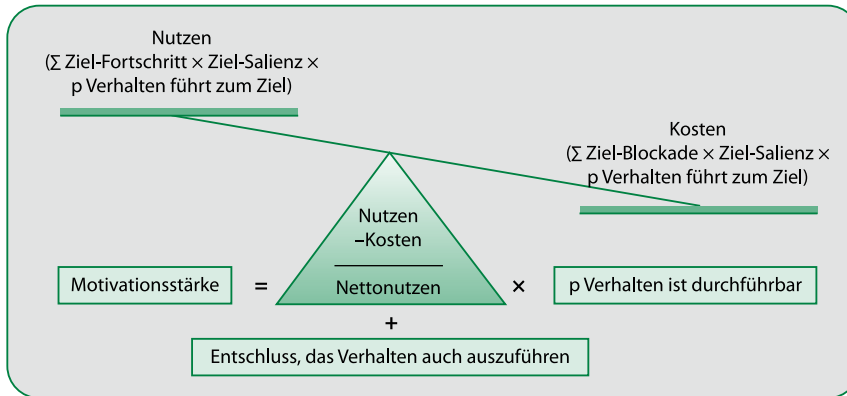 Nutzen
(Σ Ziel-Fortschritt × Ziel-Salienz ×
p Verhalten führt zum Ziel)
Kosten
(Σ Ziel-Blockade × Ziel-Salienz ×
p Verhalten führt zum Ziel)
Nutzen
–Kosten
Nettonutzen
Motivationsstärke = × p Verhalten ist durchführbar
+
Entschluss, das Verhalten auch auszuführen